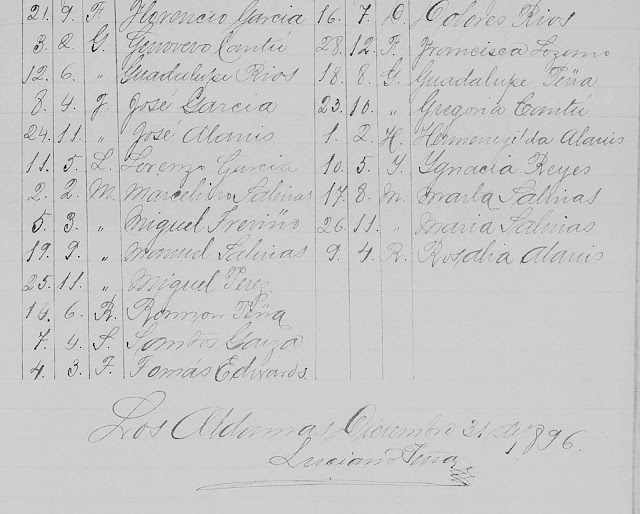 21. 9. F. Florencio Garcia 16. 7. D. Dolores Rios
3. 2. G. Genovevo Cantú 28. 12. F. Francisca Lozano
12. 6. " Guadalupe Rios 18. 8. G. Guadalupe Peña
8. 4. J. José Garcia 23. 10. " Gregoria Cantú
24. 11. " José Alanis 1. 2. H. Hermenegilda Alanis
11. 5. L. Lorenzo Garcia 10. 5. Y. Ygnacia Reyes
2. 2. M. Marcelino Salinas 17. 8. M. Marla Salinas
5. 3. " Miguel Treviño 26. 11. " Maria Salinas
19. 9. " Manuel Salinas 9. 4. R. Rosalia Alanis
25. 11. " Miguel Perez
16. 6. R. Ramon Peña
7. 4. S. Santos Garza
4. 3. T. Tomás Edwards
Los Aldamas, Diciembre 31 de 1896.
Luciano Peña